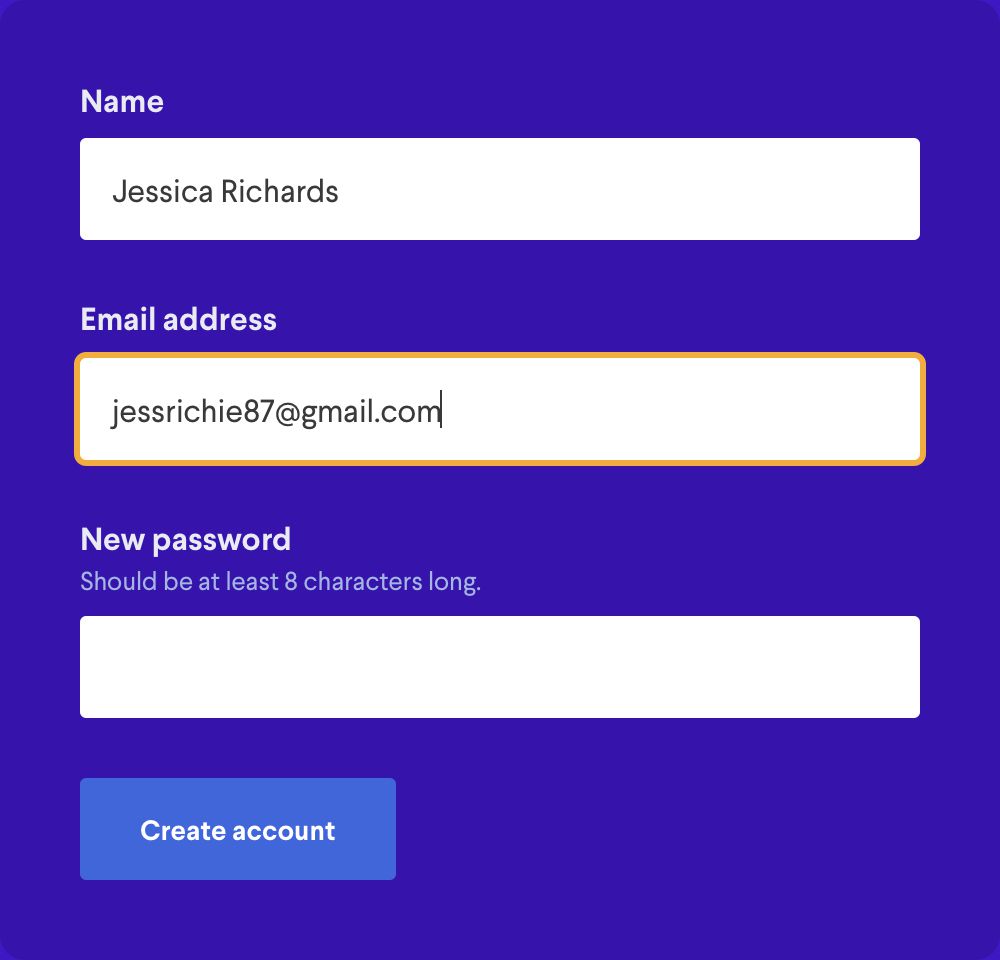 Name
Jessica Richards
Email address
jessrichie87@gmail.com
New password
Should be at least 8 characters long.
Create account